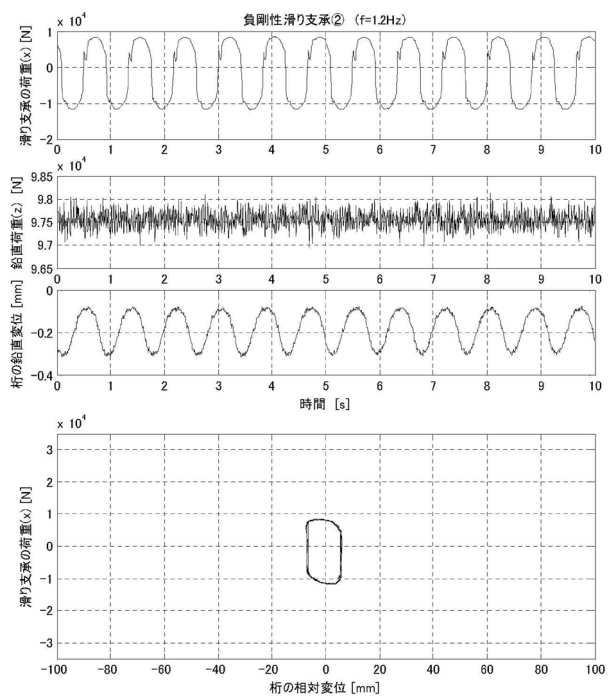 負剛性滑り支承② (f=1.2Hz)
x 10^4
滑り支承の荷重(x) [N]
1
0
-1
-2
0 1 2 3 4 5 6 7 8 9 10
x 10^4
鉛直荷重(z) [N]
9.85
9.8
9.75
9.7
9.65
0 1 2 3 4 5 6 7 8 9 10
桁の鉛直変位 [mm]
0
-0.2
-0.4
0 1 2 3 4 5 6 7 8 9 10
時間 [s]
x 10^4
滑り支承の荷重(x) [N]
3
2
1
0
-1
-2
-3
-100 -80 -60 -40 -20 0 20 40 60 80 100
桁の相対変位 [mm]